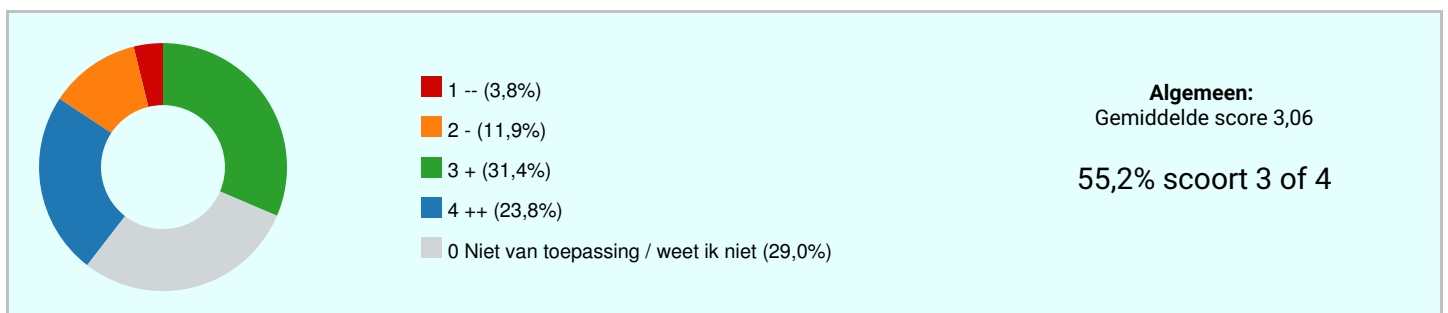 1 -- (3,8%)
2 - (11,9%)
3 + (31,4%)
4 ++ (23,8%)
0 Niet van toepassing / weet ik niet (29,0%)
Algemeen:
Gemiddelde score 3,06
55,2% scoort 3 of 4